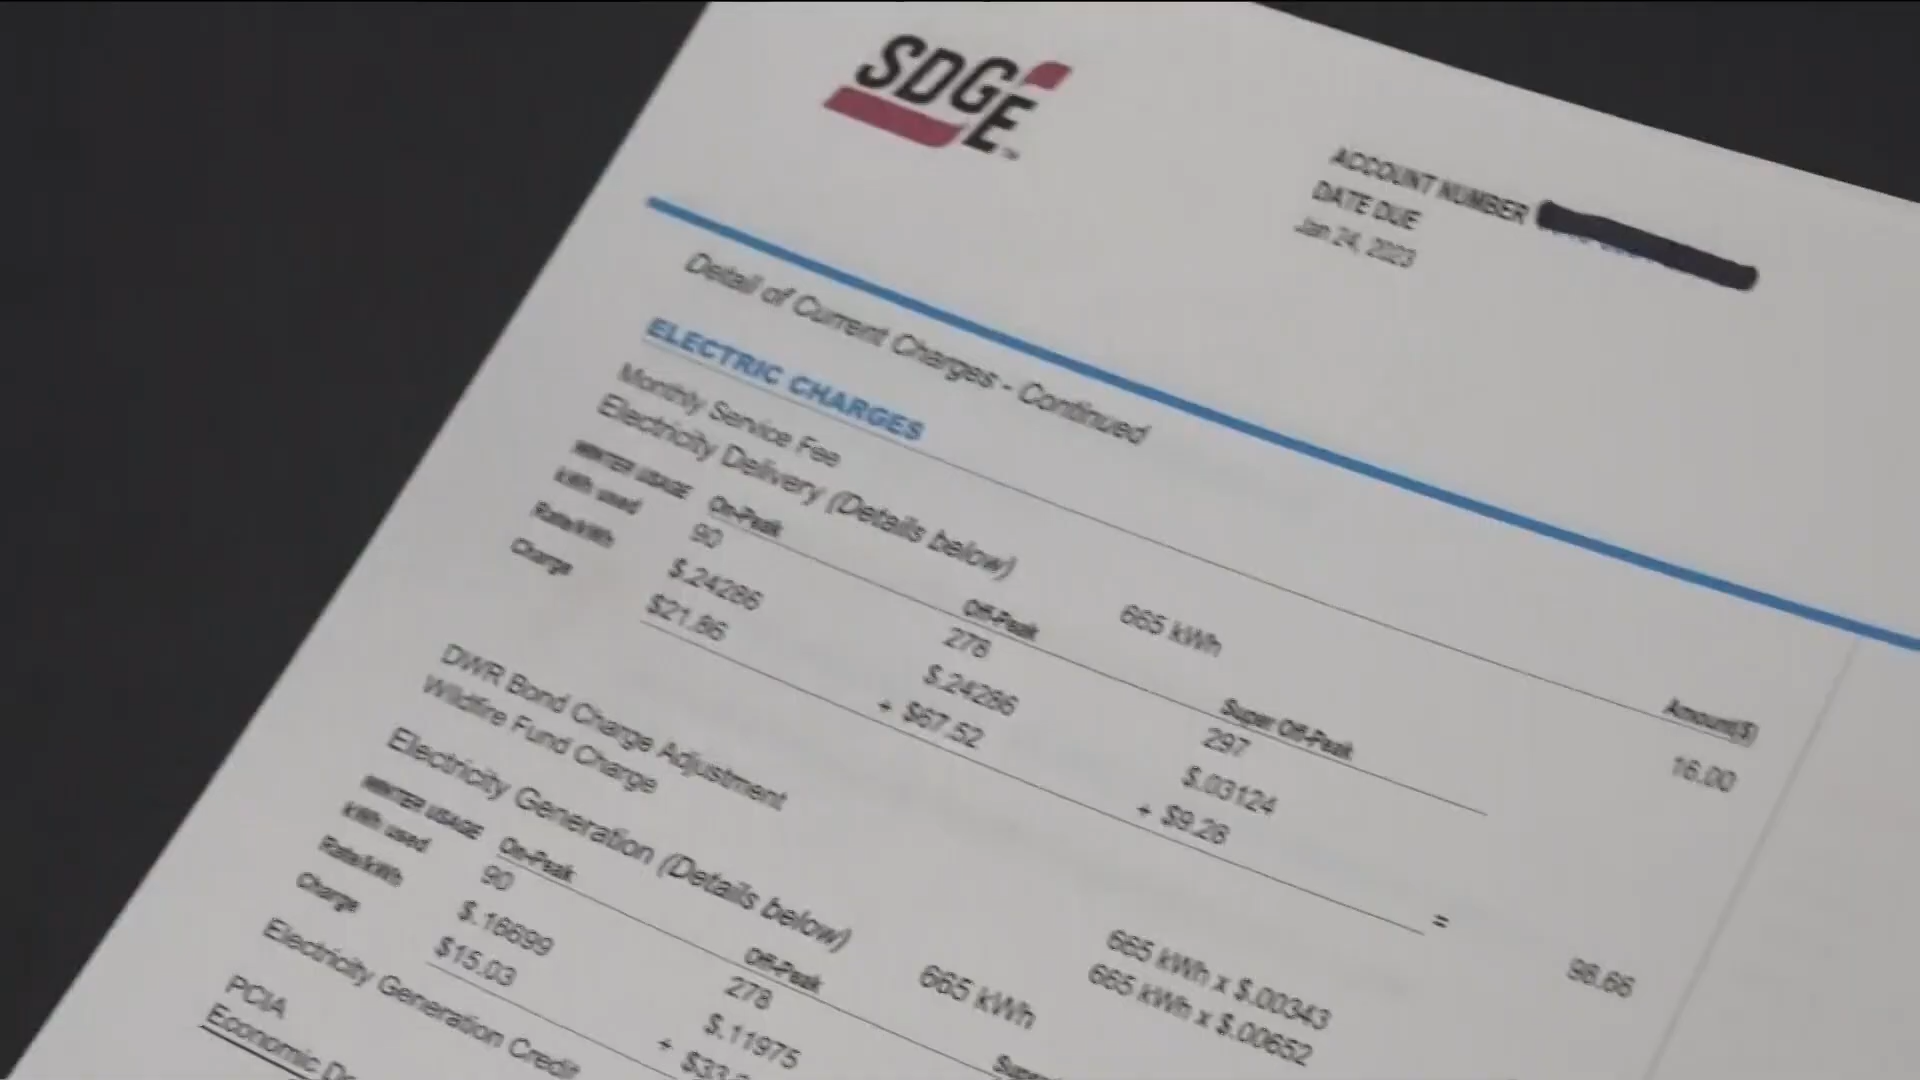 SDGE™
ACCOUNT NUMBER
DATE DUE
Jan 24, 2023
Detail of Current Charges - Continued
ELECTRIC CHARGES
Amount($)
Monthly Service Fee 16.00
Electricity Delivery (Details below) 665 kWh
WINTER USAGE On-Peak Off-Peak Super Off-Peak
kWh used 90 278 297
Rate/kWh $.24286 $.24286 $.03124
Charge $21.86 + $67.52 + $9.28 = 98.66
DWR Bond Charge Adjustment 665 kWh x $.00343
Wildfire Fund Charge 665 kWh x $.00652
Electricity Generation (Details below) 665 kWh
WINTER USAGE On-Peak Off-Peak
kWh used 90 278
Rate/kWh $.16699 $.11975
Charge $15.03 +
Electricity Generation Credit
PCIA
Economic